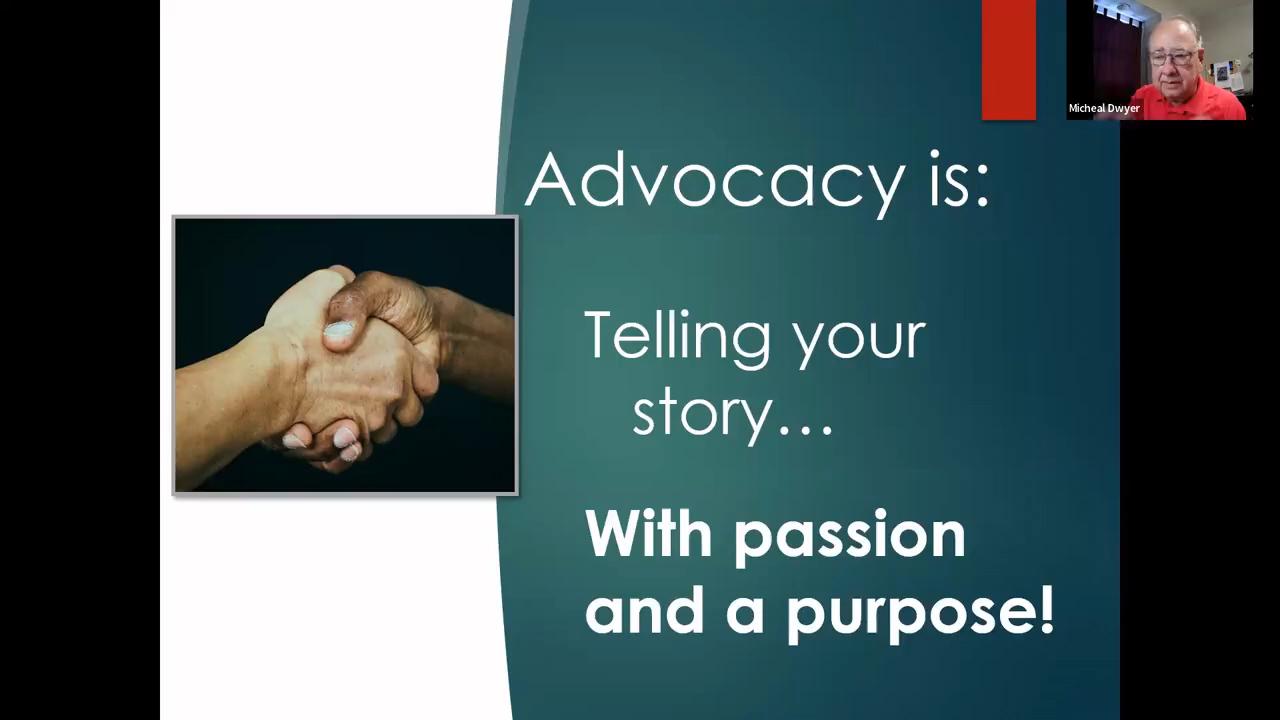 Micheal Dwyer
Advocacy is:
Telling your
story…
With passion
and a purpose!